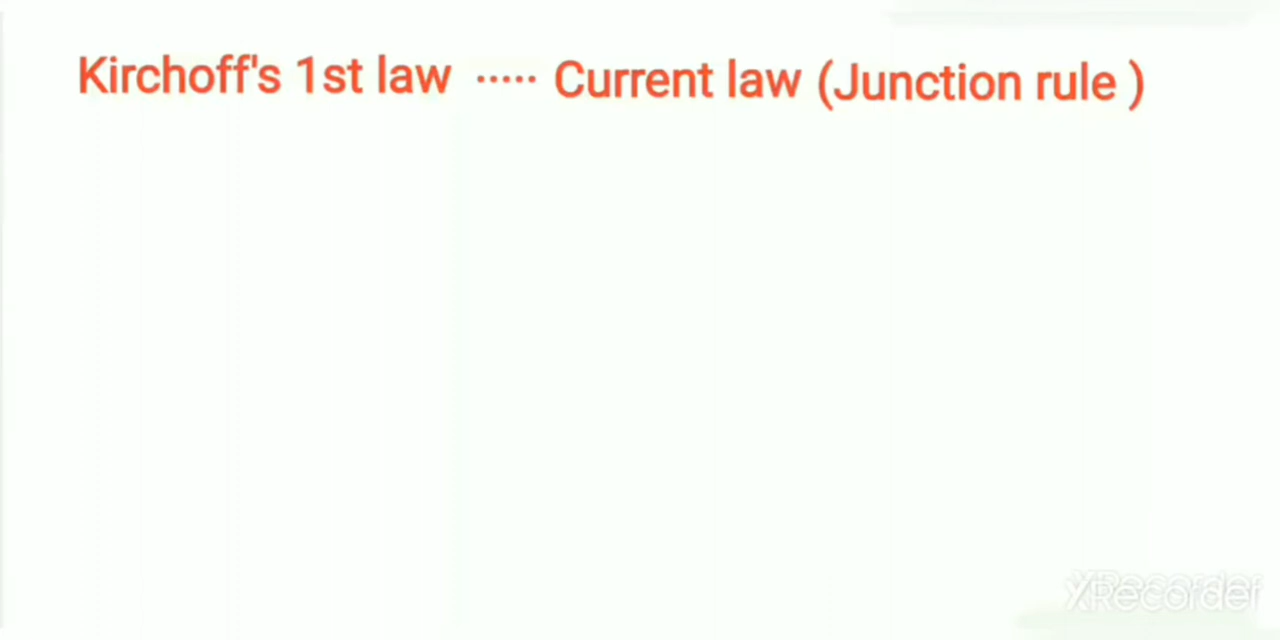 Kirchoff's 1st law ..... Current law (Junction rule )
XRecorder